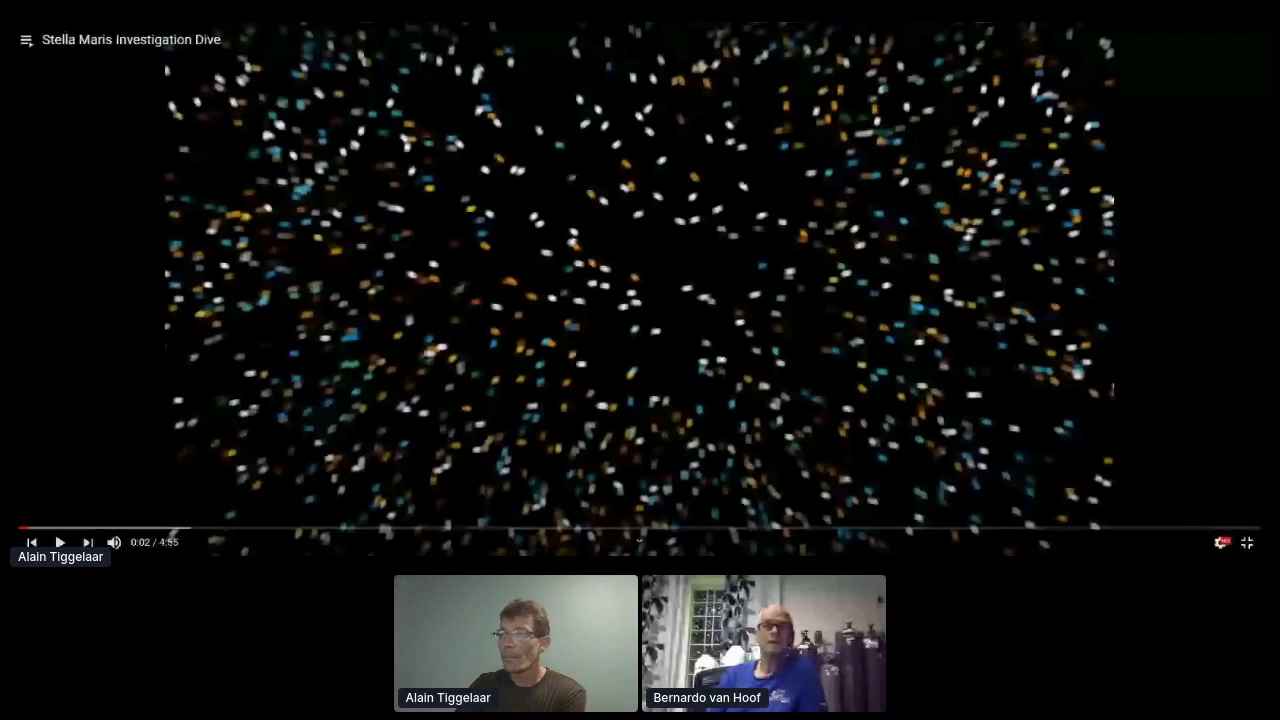 Stella Maris Investigation Dive
0:02 / 4:55
Alain Tiggelaar
Alain Tiggelaar
Bernardo van Hoof